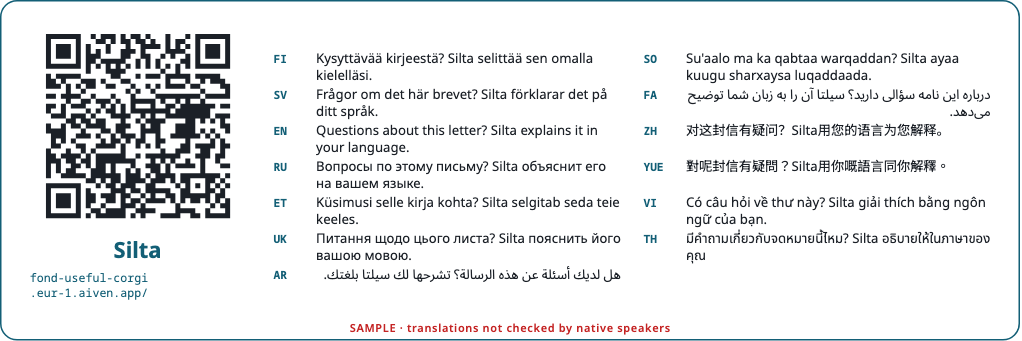 Silta
fond-useful-corgi
.eur-1.aiven.app/
FI Kysyttävää kirjeestä? Silta selittää sen omalla
kielelläsi.
SV Frågor om det här brevet? Silta förklarar det på
ditt språk.
EN Questions about this letter? Silta explains it in
your language.
RU Вопросы по этому письму? Silta объяснит его
на вашем языке.
ET Küsimusi selle kirja kohta? Silta selgitab seda teie
keeles.
UK Питання щодо цього листа? Silta пояснить його
вашою мовою.
AR هل لديك أسئلة عن هذه الرسالة؟ تشرحها لك سيلتا بلغتك.
SO Su'aalo ma ka qabtaa warqaddan? Silta ayaa
kuugu sharxaysa luqaddaada.
FA درباره این نامه سؤالی دارید؟ سیلتا آن را به زبان شما توضیح
می‌دهد.
ZH 对这封信有疑问？Silta用您的语言为您解释。
YUE 對呢封信有疑問？Silta用你嘅語言同你解釋。
VI Có câu hỏi về thư này? Silta giải thích bằng ngôn
ngữ của bạn.
TH มีคำถามเกี่ยวกับจดหมายนี้ไหม? Silta อธิบายให้ในภาษาของ
คุณ
SAMPLE · translations not checked by native speakers